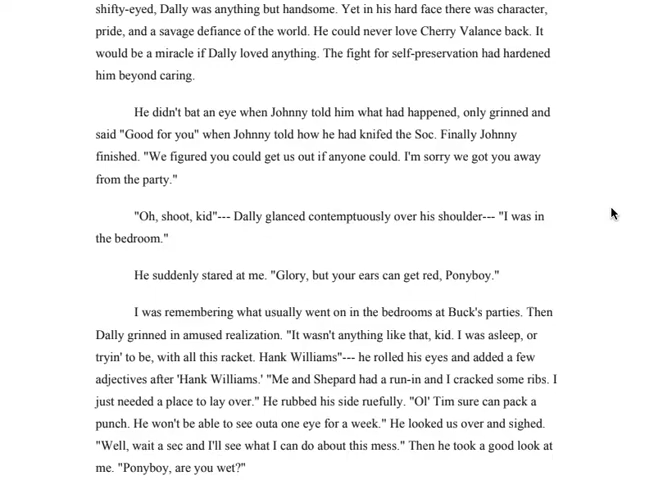 shifty-eyed, Dally was anything but handsome. Yet in his hard face there was character,
pride, and a savage defiance of the world. He could never love Cherry Valance back. It
would be a miracle if Dally loved anything. The fight for self-preservation had hardened
him beyond caring.
He didn't bat an eye when Johnny told him what had happened, only grinned and
said "Good for you" when Johnny told how he had knifed the Soc. Finally Johnny
finished. "We figured you could get us out if anyone could. I'm sorry we got you away
from the party."
"Oh, shoot, kid"--- Dally glanced contemptuously over his shoulder--- "I was in
the bedroom."
He suddenly stared at me. "Glory, but your ears can get red, Ponyboy."
I was remembering what usually went on in the bedrooms at Buck's parties. Then
Dally grinned in amused realization. "It wasn't anything like that, kid. I was asleep, or
tryin' to be, with all this racket. Hank Williams"--- he rolled his eyes and added a few
adjectives after 'Hank Williams.' "Me and Shepard had a run-in and I cracked some ribs. I
just needed a place to lay over." He rubbed his side ruefully. "Ol' Tim sure can pack a
punch. He won't be able to see outa one eye for a week." He looked us over and sighed.
"Well, wait a sec and I'll see what I can do about this mess." Then he took a good look at
me. "Ponyboy, are you wet?"